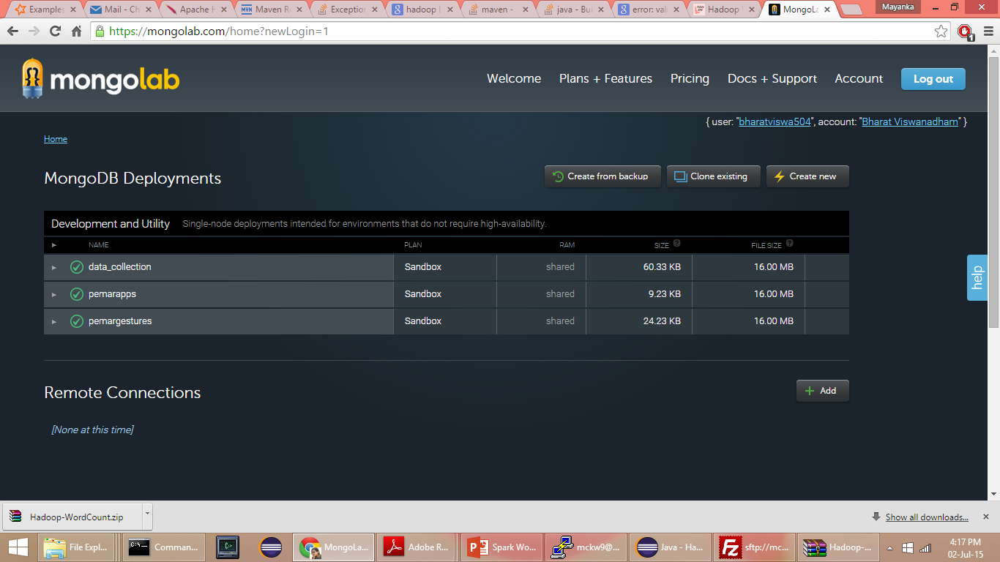 Examples
Mail - Ch
Apache H
Maven Re
Exception
hadoop
maven -
java - Bui
error: val
Hadoop
MongoLa
Mayanka
https://mongolab.com/home?newLogin=1
1
mongolab
Welcome
Plans + Features
Pricing
Docs + Support
Account
Log out
{ user: "bharatviswa504", account: "Bharat Viswanadham" }
Home
MongoDB Deployments
Create from backup
Clone existing
Create new
Development and Utility Single-node deployments intended for environments that do not require high-availability.
NAME PLAN RAM SIZE ? FILE SIZE ?
data_collection Sandbox shared 60.33 KB 16.00 MB
pemarapps Sandbox shared 9.23 KB 16.00 MB
pemargestures Sandbox shared 24.23 KB 16.00 MB
help
Remote Connections
Add
[None at this time]
Hadoop-WordCount.zip
Show all downloads...
File Expl...
C:\
Comman...
MongoLa...
Adobe R...
Spark Wo...
mckw9@...
Java - Ha...
sftp://mc...
Hadoop-...
4:17 PM
02-Jul-15